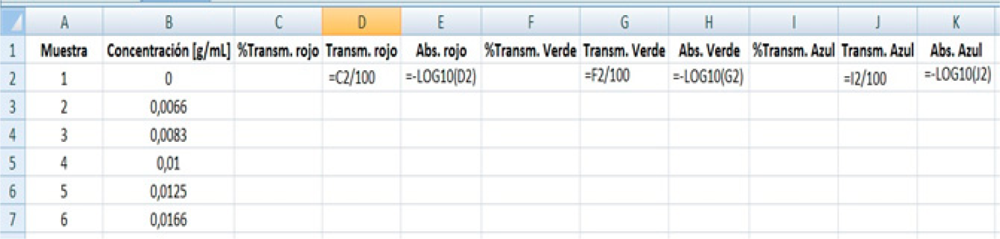 A B C D E F G H I J K
1 Muestra Concentración [g/mL] %Transm. rojo Transm. rojo Abs. rojo %Transm. Verde Transm. Verde Abs. Verde %Transm. Azul Transm. Azul Abs. Azul
2 1 0 =C2/100 =-LOG10(D2) =F2/100 =-LOG10(G2) =I2/100 =-LOG10(J2)
3 2 0,0066
4 3 0,0083
5 4 0,01
6 5 0,0125
7 6 0,0166